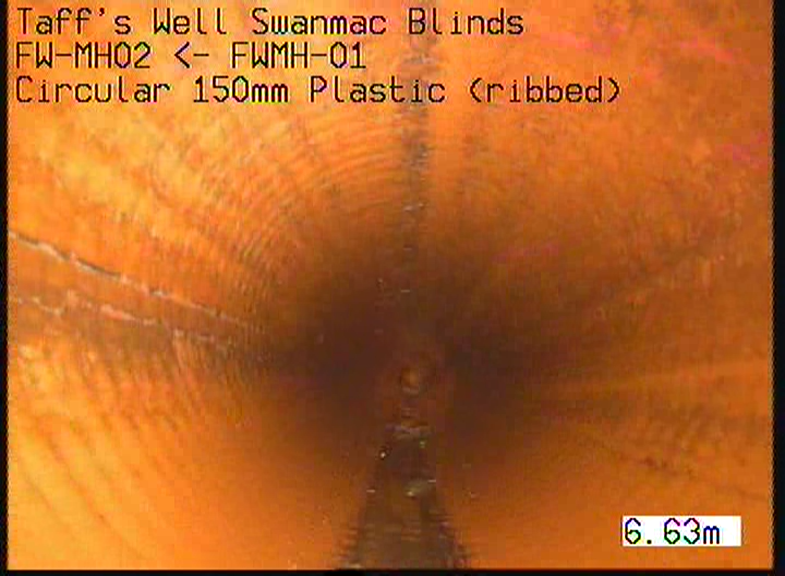 Taff's Well Swanmac Blinds
FW-MH02 <- FWMH-01
Circular 150mm Plastic (ribbed)
6.63m